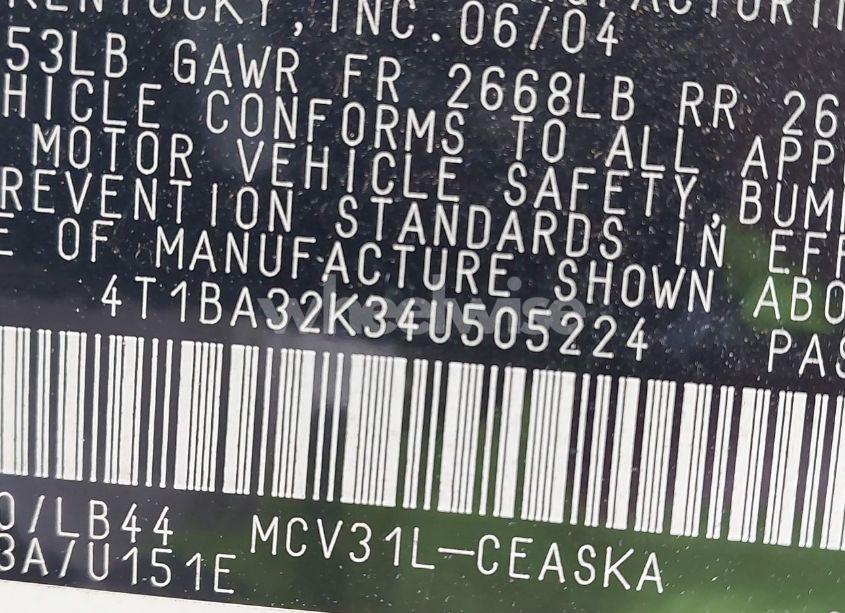 KENTUCKY, INC. 06/04
53LB GAWR FR 2668LB RR 26
HICLE CONFORMS TO ALL APP
MOTOR VEHICLE SAFETY, BUM
REVENTION STANDARDS IN EFF
E OF MANUFACTURE SHOWN ABO
4T1BA32K34U505224 PAS
wheelwise
0/LB44 MCV31L-CEASKA
3A/U151E